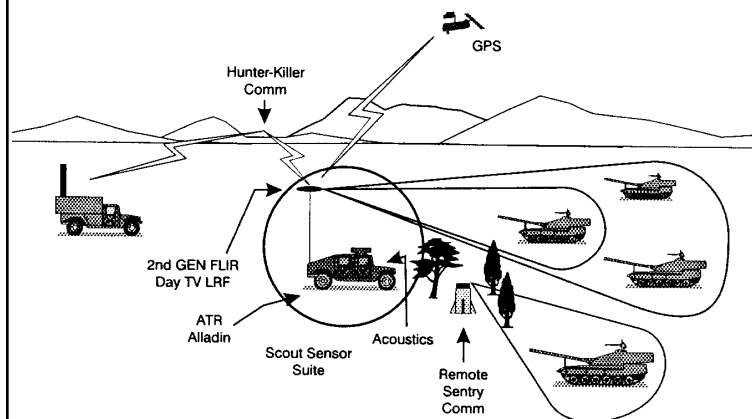 GPS
Hunter-Killer
Comm
2nd GEN FLIR
Day TV LRF
ATR
Alladin
Scout Sensor
Suite
Acoustics
Remote
Sentry
Comm